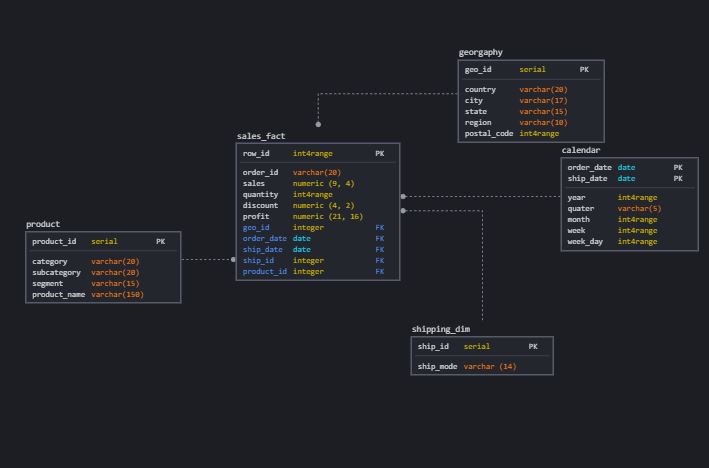 georgaphy
geo_id serial PK
country varchar(20)
city varchar(17)
state varchar(15)
region varchar(10)
postal_code int4range
sales_fact
row_id int4range PK
order_id varchar(20)
sales numeric (9, 4)
quantity int4range
discount numeric (4, 2)
profit numeric (21, 16)
geo_id integer FK
order_date date FK
ship_date date FK
ship_id integer FK
product_id integer FK
calendar
order_date date PK
ship_date date PK
year int4range
quater varchar(5)
month int4range
week int4range
week_day int4range
product
product_id serial PK
category varchar(20)
subcategory varchar(20)
segment varchar(15)
product_name varchar(150)
shipping_dim
ship_id serial PK
ship_mode varchar (14)